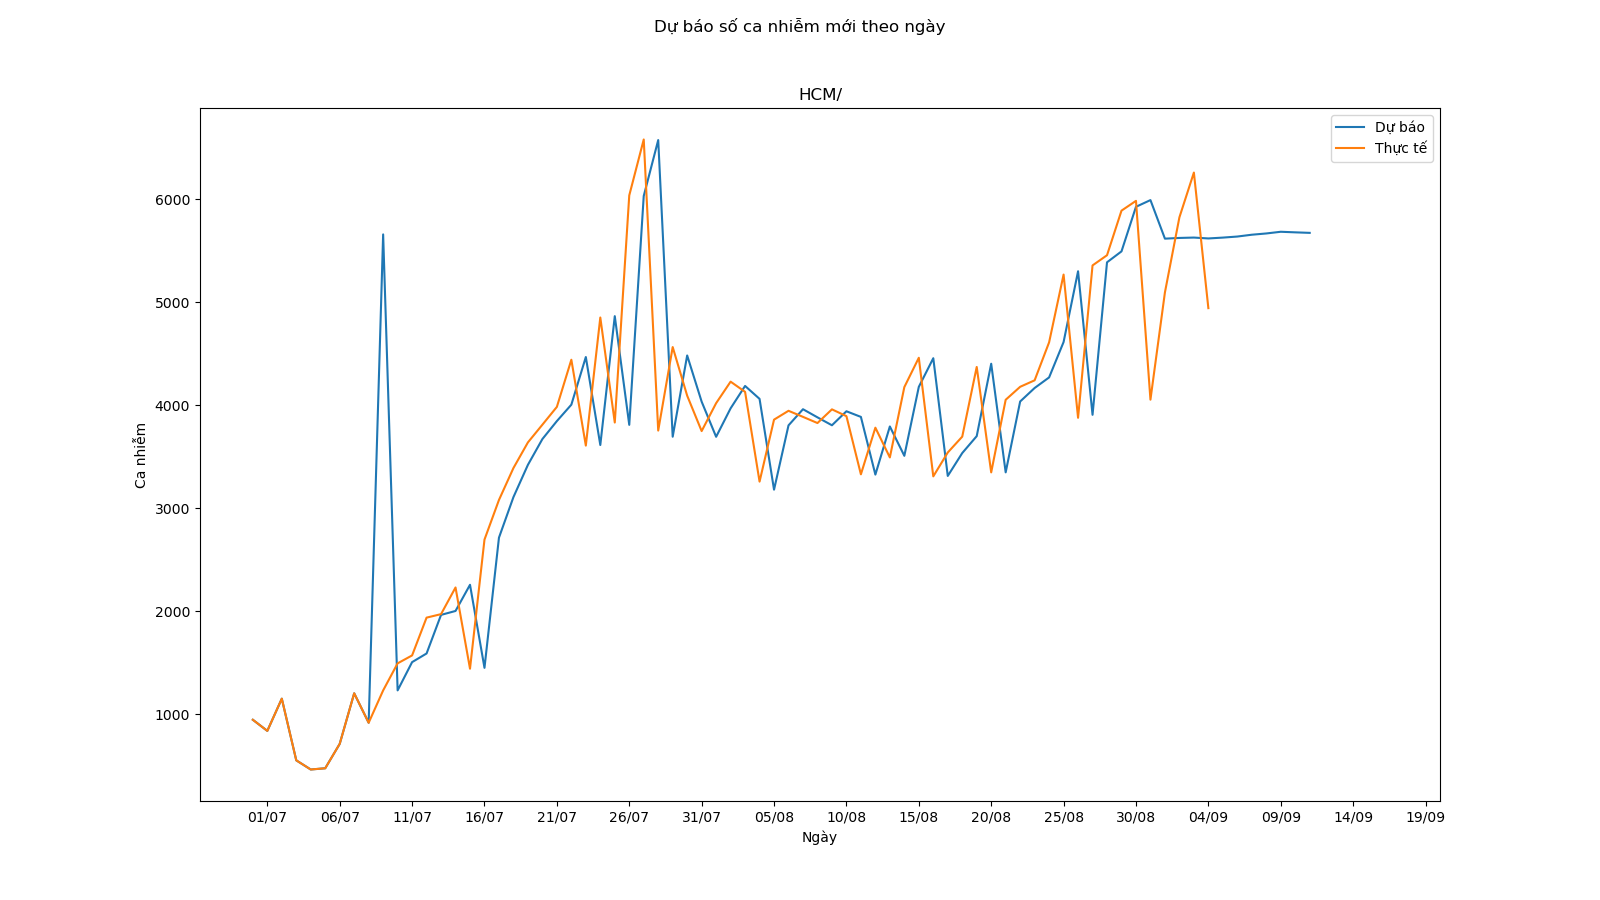 Dự báo số ca nhiễm mới theo ngày
HCM/
Dự báo
Thực tế
6000
5000
4000
3000
2000
1000
Ca nhiễm
01/07 06/07 11/07 16/07 21/07 26/07 31/07 05/08 10/08 15/08 20/08 25/08 30/08 04/09 09/09 14/09 19/09
Ngày